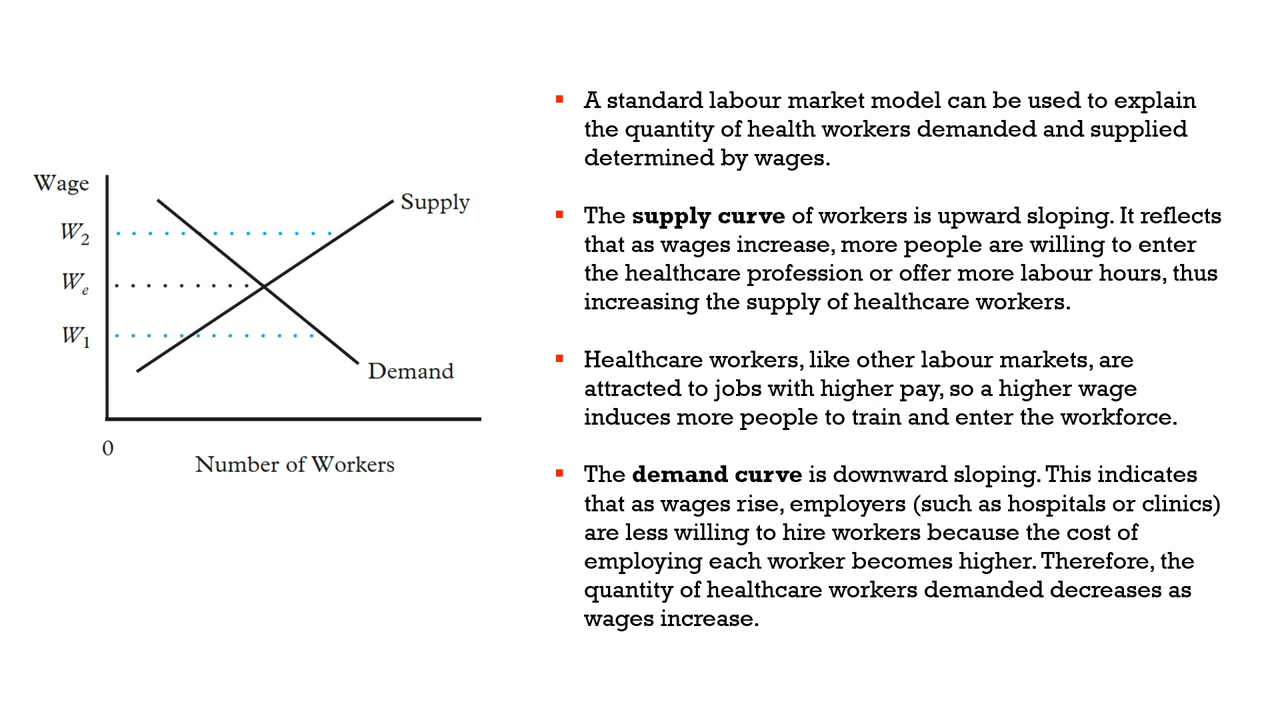 Wage
Supply
W2
We
W1
Demand
0
Number of Workers
A standard labour market model can be used to explain
the quantity of health workers demanded and supplied
determined by wages.
The supply curve of workers is upward sloping. It reflects
that as wages increase, more people are willing to enter
the healthcare profession or offer more labour hours, thus
increasing the supply of healthcare workers.
Healthcare workers, like other labour markets, are
attracted to jobs with higher pay, so a higher wage
induces more people to train and enter the workforce.
The demand curve is downward sloping. This indicates
that as wages rise, employers (such as hospitals or clinics)
are less willing to hire workers because the cost of
employing each worker becomes higher. Therefore, the
quantity of healthcare workers demanded decreases as
wages increase.